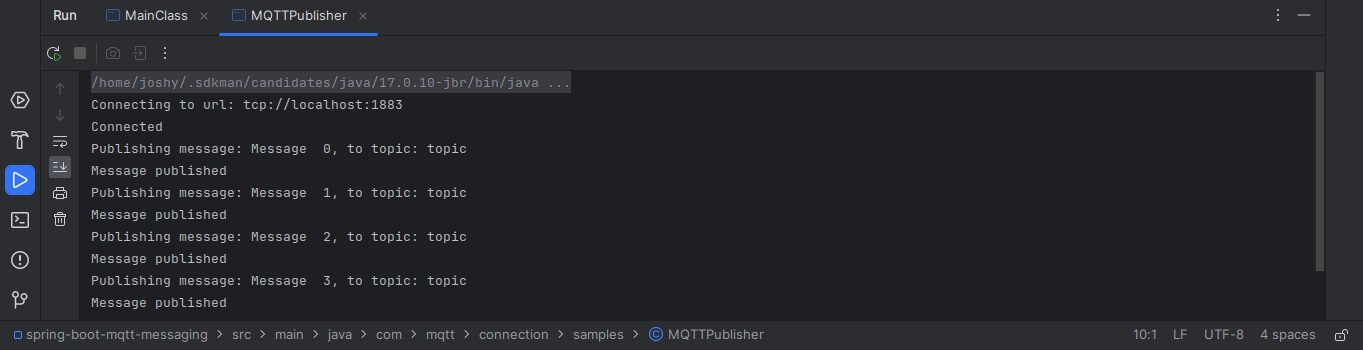 Run MainClass MQTTPublisher
/home/joshy/.sdkman/candidates/java/17.0.10-jbr/bin/java ...
Connecting to url: tcp://localhost:1883
Connected
Publishing message: Message  0, to topic: topic
Message published
Publishing message: Message  1, to topic: topic
Message published
Publishing message: Message  2, to topic: topic
Message published
Publishing message: Message  3, to topic: topic
Message published
spring-boot-mqtt-messaging > src > main > java > com > mqtt > connection > samples > MQTTPublisher 10:1 LF UTF-8 4 spaces